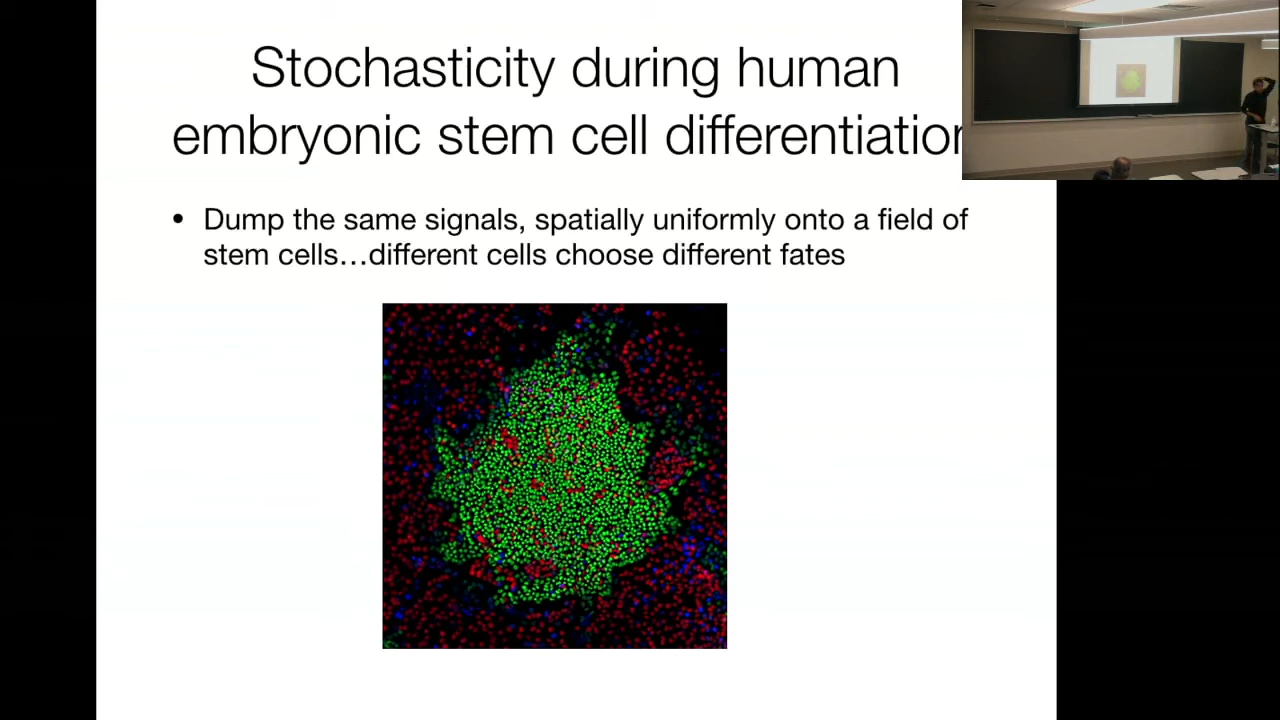 Stochasticity during human
embryonic stem cell differentiation
• Dump the same signals, spatially uniformly onto a field of
stem cells…different cells choose different fates